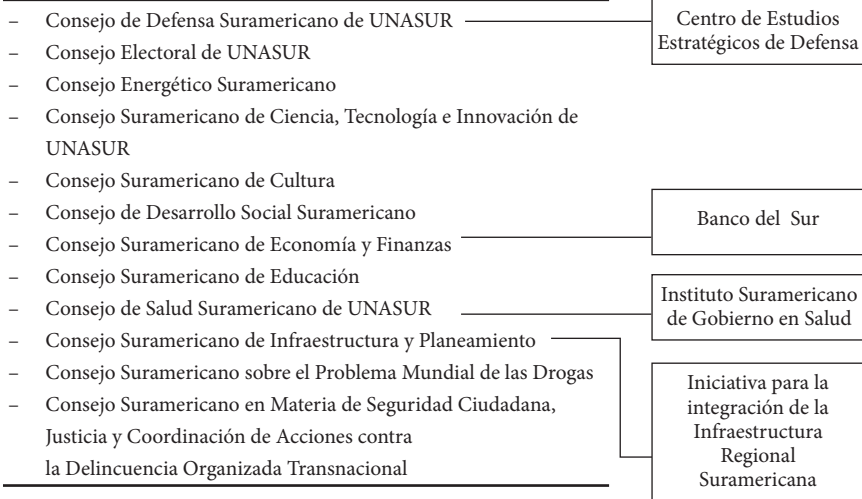 – Consejo de Defensa Suramericano de UNASUR
– Consejo Electoral de UNASUR
– Consejo Energético Suramericano
– Consejo Suramericano de Ciencia, Tecnología e Innovación de
UNASUR
– Consejo Suramericano de Cultura
– Consejo de Desarrollo Social Suramericano
– Consejo Suramericano de Economía y Finanzas
– Consejo Suramericano de Educación
– Consejo de Salud Suramericano de UNASUR
– Consejo Suramericano de Infraestructura y Planeamiento
– Consejo Suramericano sobre el Problema Mundial de las Drogas
– Consejo Suramericano en Materia de Seguridad Ciudadana,
Justicia y Coordinación de Acciones contra
la Delincuencia Organizada Transnacional
Centro de Estudios
Estratégicos de Defensa
Banco del Sur
Instituto Suramericano
de Gobierno en Salud
Iniciativa para la
integración de la
Infraestructura
Regional
Suramericana